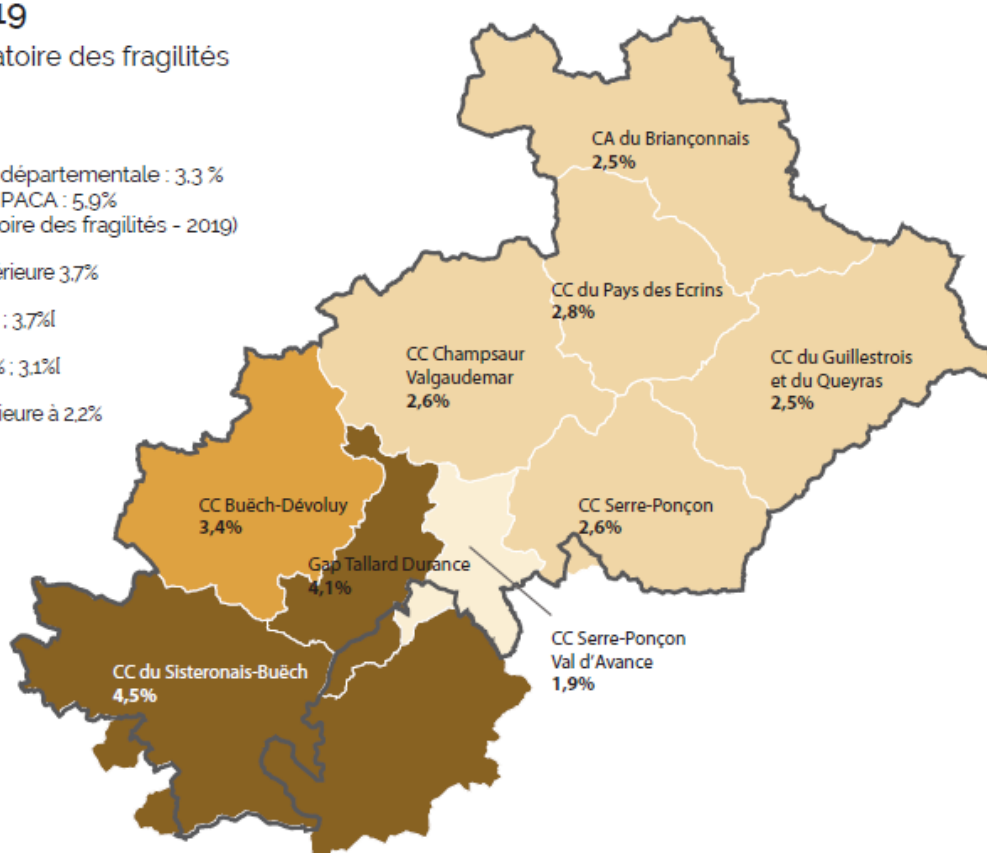 19
atoire des fragilités
départementale : 3,3 %
PACA : 5,9%
oire des fragilités - 2019)
érieure 3,7%
; 3,7%[
% ; 3,1%[
ieure à 2,2%
CA du Briançonnais
2,5%
CC du Pays des Ecrins
2,8%
CC Champsaur
Valgaudemar
2,6%
CC du Guillestrois
et du Queyras
2,5%
CC Buëch-Dévoluy
3,4%
CC Serre-Ponçon
2,6%
Gap Tallard Durance
4,1%
CC Serre-Ponçon
Val d'Avance
1,9%
CC du Sisteronais-Buëch
4,5%